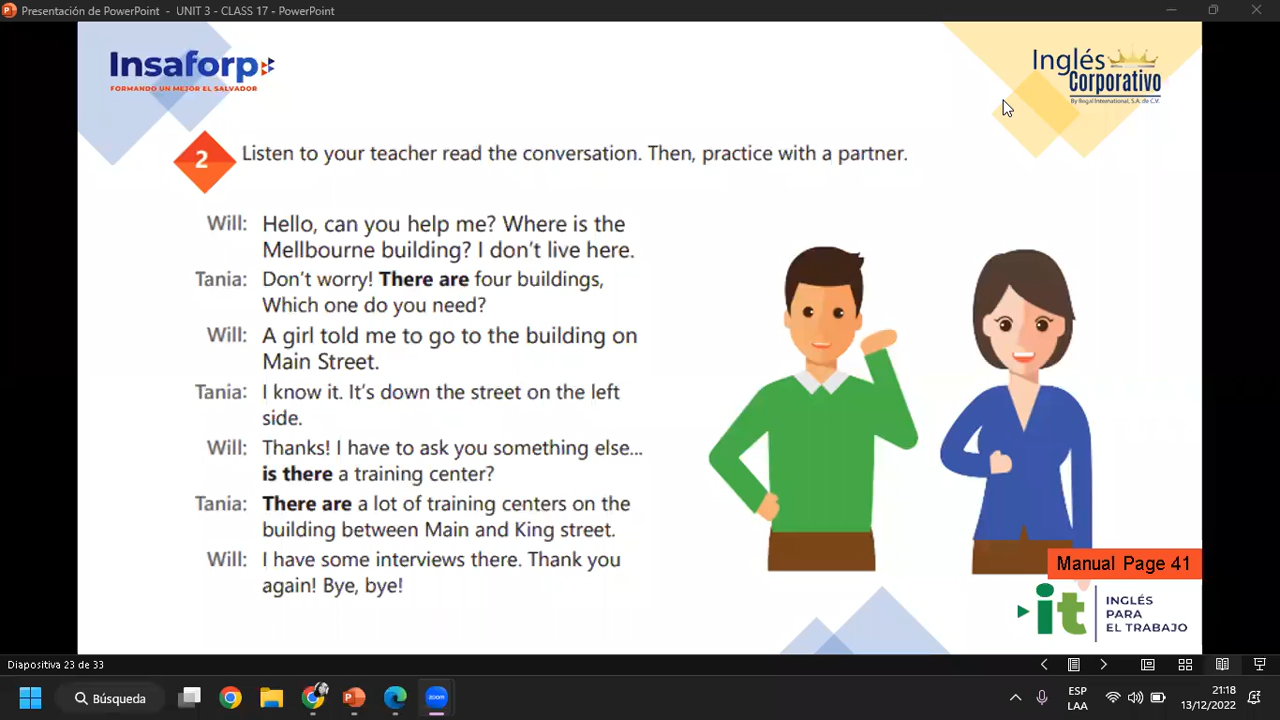 Presentación de PowerPoint - UNIT 3 - CLASS 17 - PowerPoint
Insaforp
FORMANDO UN MEJOR EL SALVADOR
Inglés
Corporativo
By Regal International, S.A. de C.V.
2
Listen to your teacher read the conversation. Then, practice with a partner.
Will: Hello, can you help me? Where is the
Mellbourne building? I don't live here.
Tania: Don't worry! There are four buildings,
Which one do you need?
Will: A girl told me to go to the building on
Main Street.
Tania: I know it. It's down the street on the left
side.
Will: Thanks! I have to ask you something else...
is there a training center?
Tania: There are a lot of training centers on the
building between Main and King street.
Will: I have some interviews there. Thank you
again! Bye, bye!
Manual Page 41
it
INGLÉS
PARA
EL TRABAJO
Diapositiva 23 de 33
Búsqueda
zoom
ESP
LAA
21:18
13/12/2022